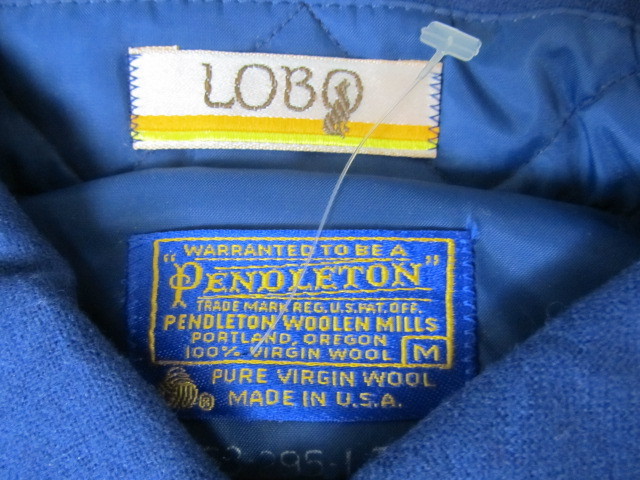 LOBO
WARRANTED TO BE A
"PENDLETON"
TRADE MARK REG. U.S. PAT. OFF.
PENDLETON WOOLEN MILLS
PORTLAND, OREGON
100% VIRGIN WOOL M
PURE VIRGIN WOOL
® MADE IN U.S.A.